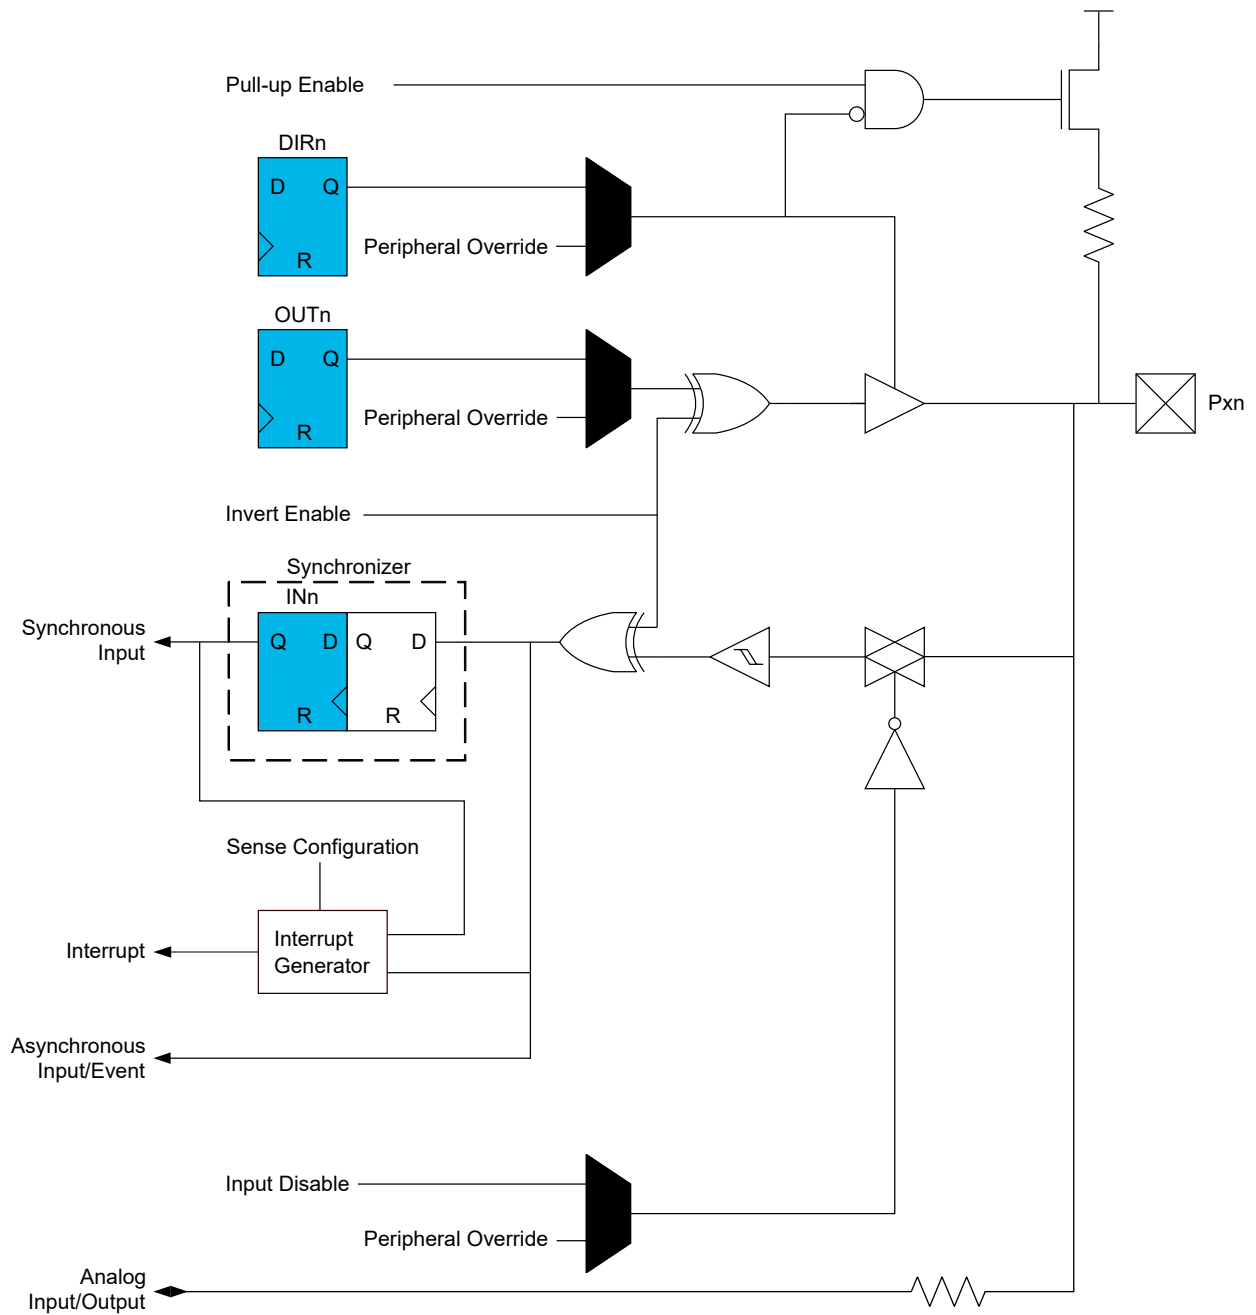 Pull-up Enable
DIRn
D Q
Peripheral Override
R
OUTn
D Q
Pxn
Peripheral Override
R
Invert Enable
Synchronizer
INn
Synchronous
Input
Q D Q D
R R
Sense Configuration
Interrupt
Interrupt
Generator
Asynchronous
Input/Event
Input Disable
Peripheral Override
Analog
Input/Output